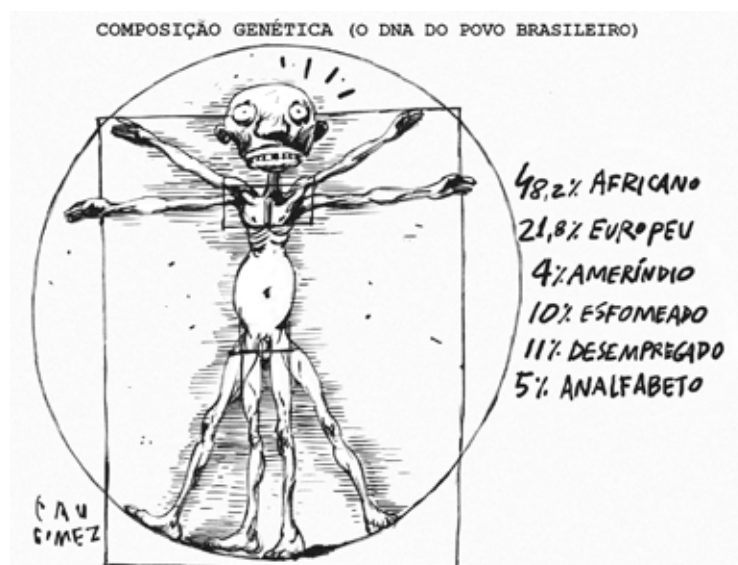 COMPOSIÇÃO GENÉTICA (O DNA DO POVO BRASILEIRO)
48,2% AFRICANO
21,8% EUROPEU
4% AMERÍNDIO
10% ESFOMEADO
11% DESEMPREGADO
5% ANALFABETO
CAU
GIMEZ